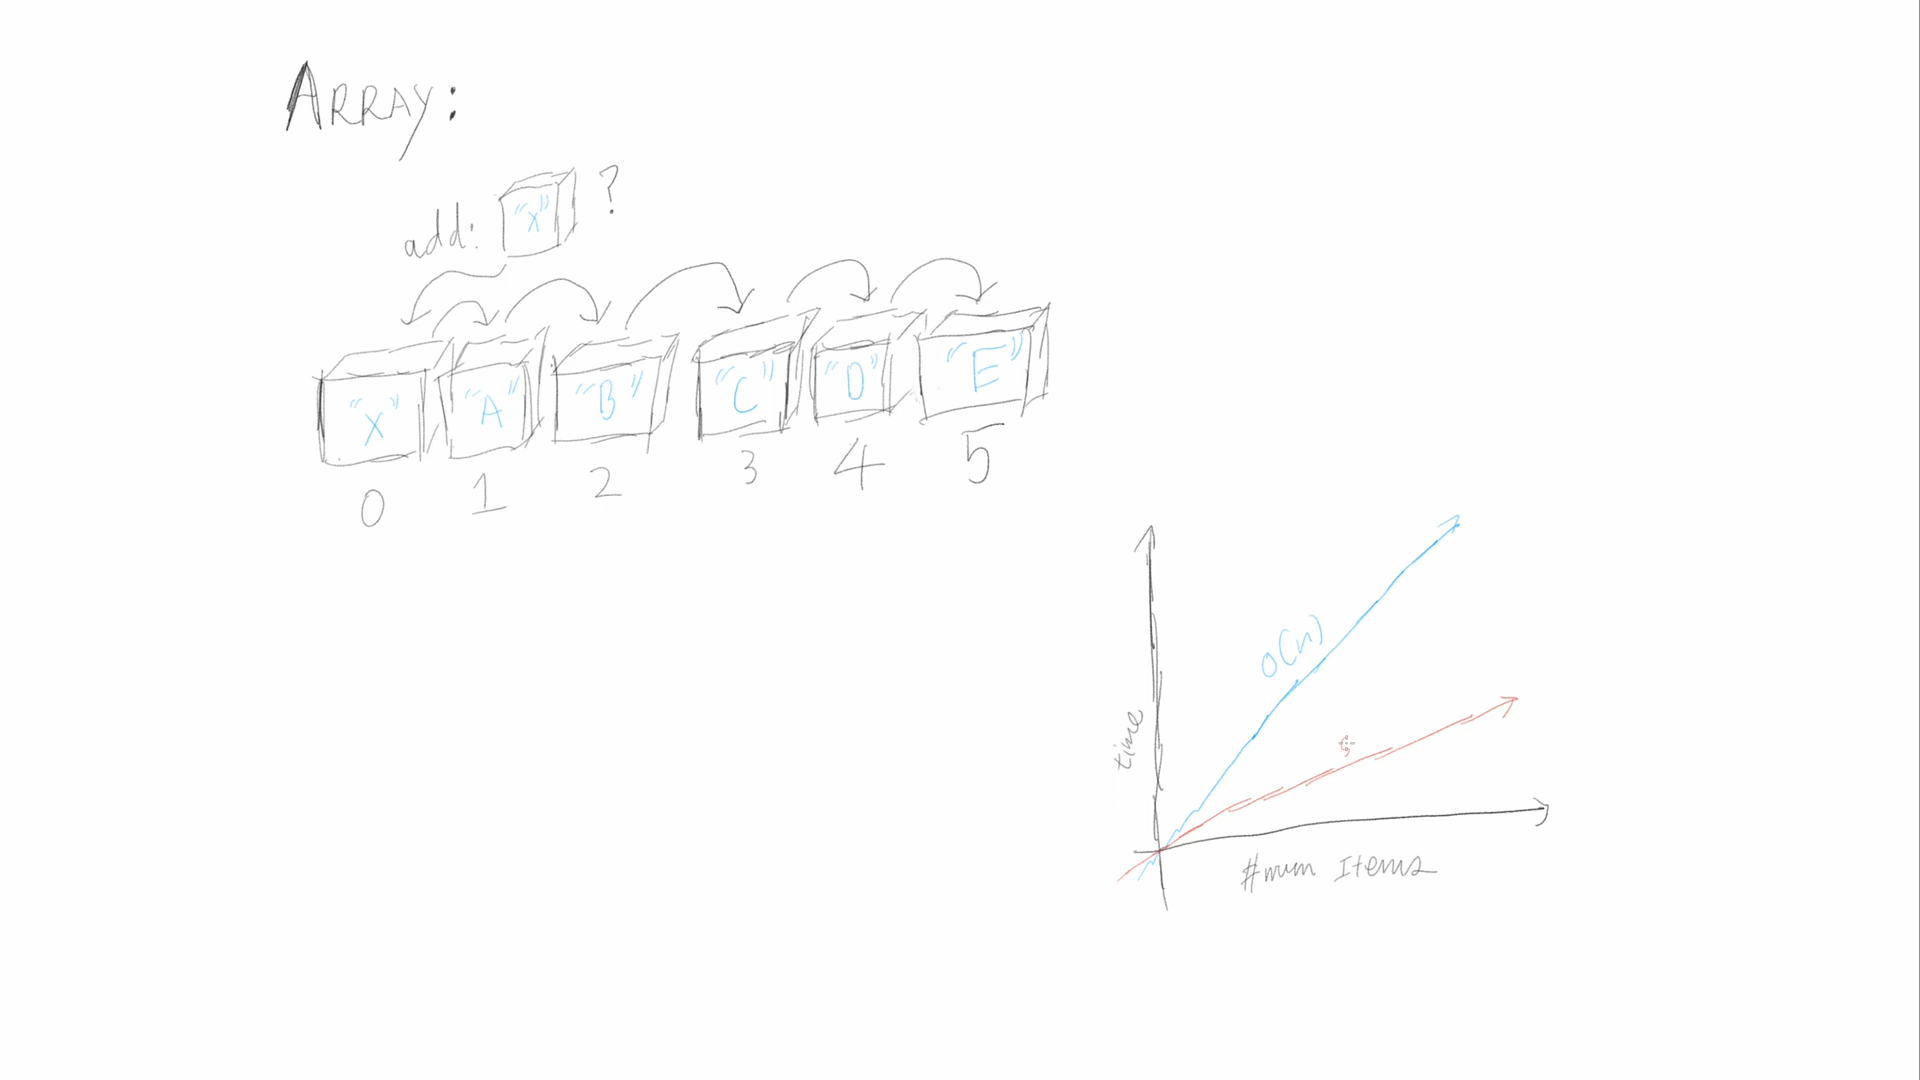 ARRAY:
add: "X" ?
"X" "A" "B" "C" "D" "E"
0 1 2 3 4 5
O(n)
time
#num Items